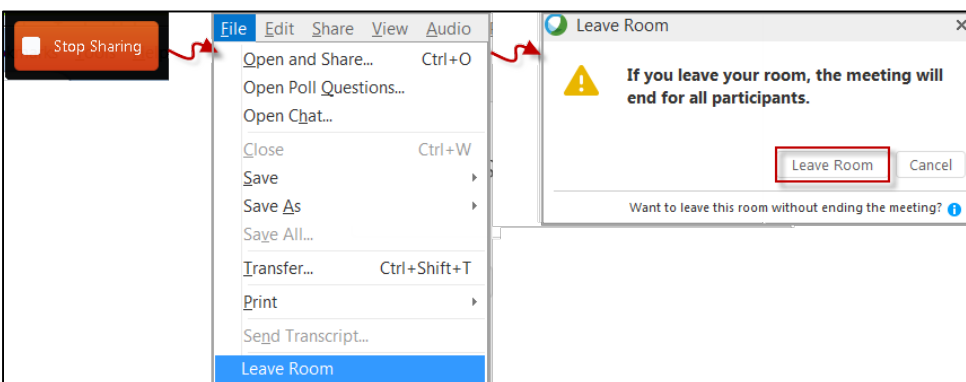 Stop Sharing
File Edit Share View Audio
Open and Share... Ctrl+O
Open Poll Questions...
Open Chat...
Close Ctrl+W
Save
Save As
Save All...
Transfer... Ctrl+Shift+T
Print
Send Transcript...
Leave Room
Leave Room
If you leave your room, the meeting will
end for all participants.
Leave Room Cancel
Want to leave this room without ending the meeting?